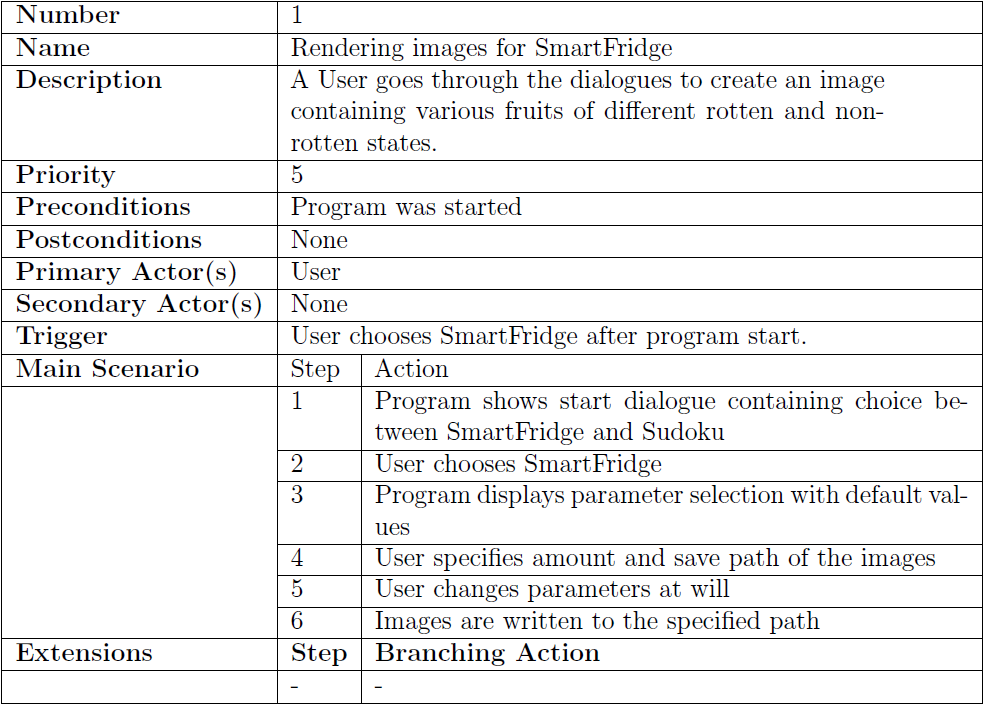 Number 1
Name Rendering images for SmartFridge
Description A User goes through the dialogues to create an image
containing various fruits of different rotten and non-
rotten states.
Priority 5
Preconditions Program was started
Postconditions None
Primary Actor(s) User
Secondary Actor(s) None
Trigger User chooses SmartFridge after program start.
Main Scenario Step Action
1 Program shows start dialogue containing choice be-
tween SmartFridge and Sudoku
2 User chooses SmartFridge
3 Program displays parameter selection with default val-
ues
4 User specifies amount and save path of the images
5 User changes parameters at will
6 Images are written to the specified path
Extensions Step Branching Action
- -